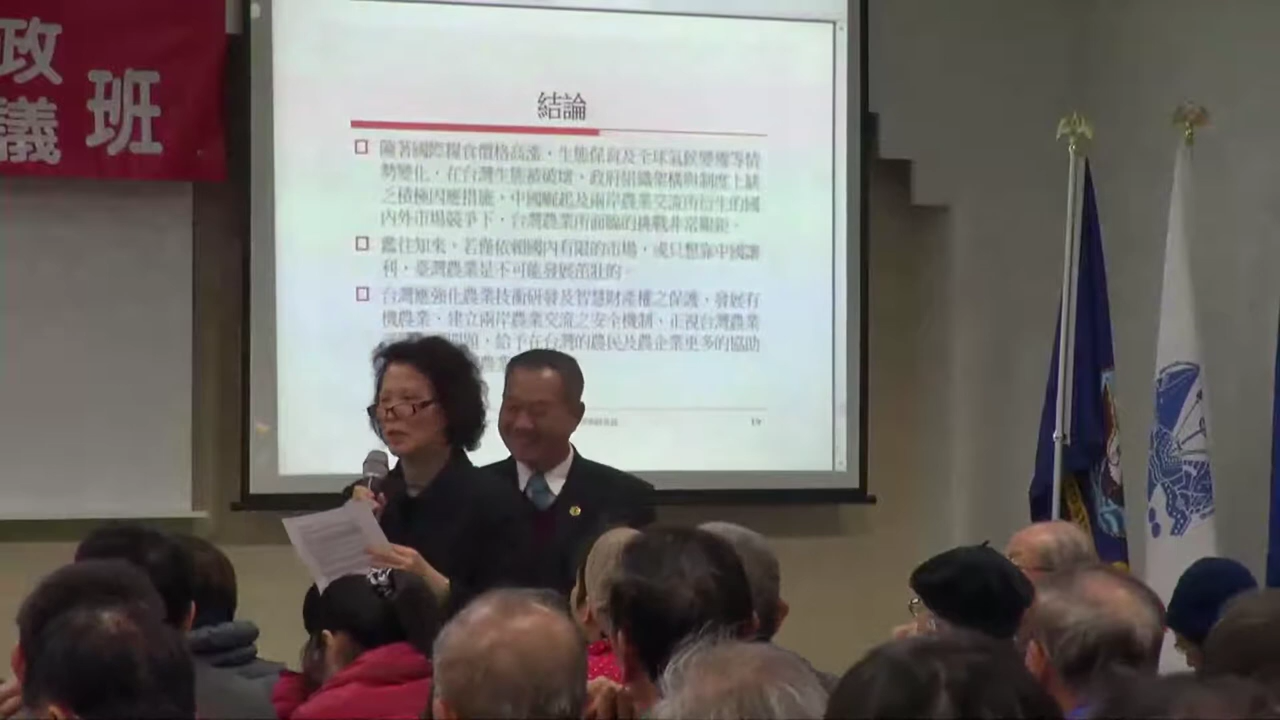 政
議 班
結論
隨著國際糧食價格高漲，生態保育及全球氣候變遷等情
勢變化，在台灣生態被破壞，政府組織架構與制度上缺
之積極因應措施，中國崛起及兩岸農業交流所衍生的國
內外市場競爭下，台灣農業所面臨的挑戰非常艱鉅。
鑑往知來，若僅依賴國內有限的市場，或只想靠中國讓
利，臺灣農業是不可能發展茁壯的。
台灣應強化農業技術研發及智慧財產權之保護、發展有
機農業、建立兩岸農業交流之安全機制、正視台灣農業
問題，給予在台灣的農民及農企業更多的協助
農業
19